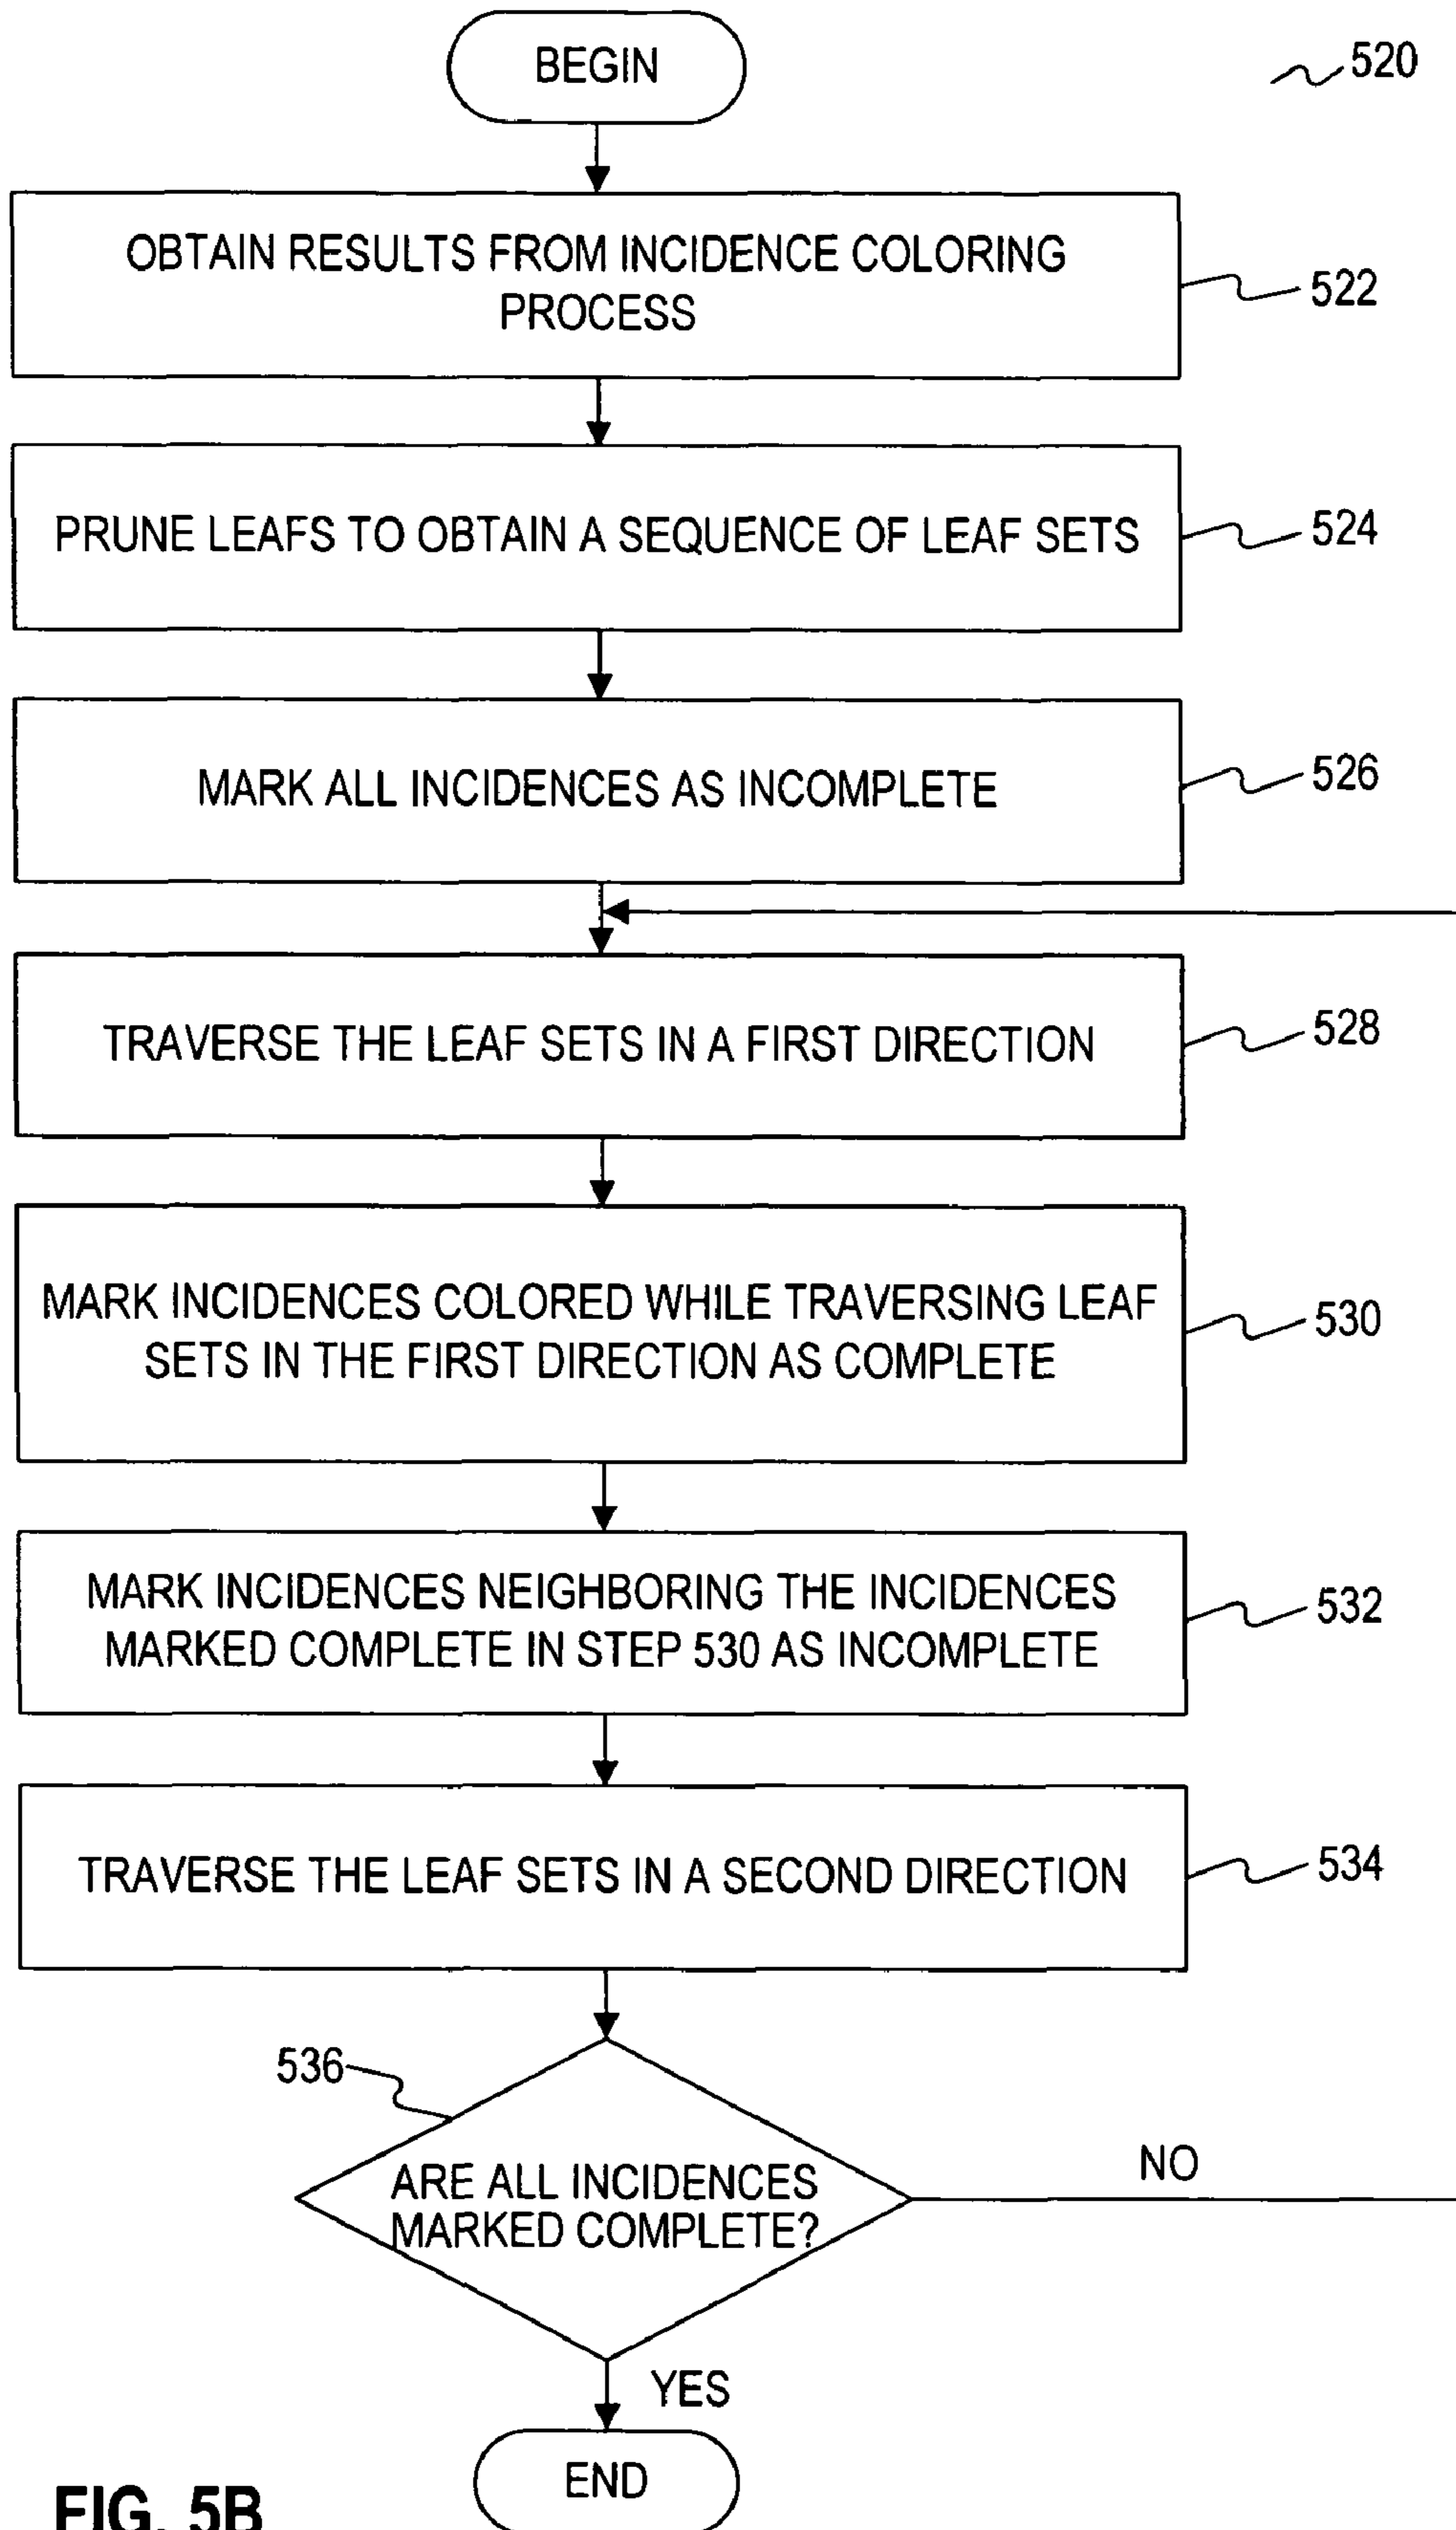 BEGIN
520
OBTAIN RESULTS FROM INCIDENCE COLORING
PROCESS
522
PRUNE LEAFS TO OBTAIN A SEQUENCE OF LEAF SETS
524
MARK ALL INCIDENCES AS INCOMPLETE
526
TRAVERSE THE LEAF SETS IN A FIRST DIRECTION
528
MARK INCIDENCES COLORED WHILE TRAVERSING LEAF
SETS IN THE FIRST DIRECTION AS COMPLETE
530
MARK INCIDENCES NEIGHBORING THE INCIDENCES
MARKED COMPLETE IN STEP 530 AS INCOMPLETE
532
TRAVERSE THE LEAF SETS IN A SECOND DIRECTION
534
536
ARE ALL INCIDENCES
MARKED COMPLETE?
NO
YES
END
FIG. 5B